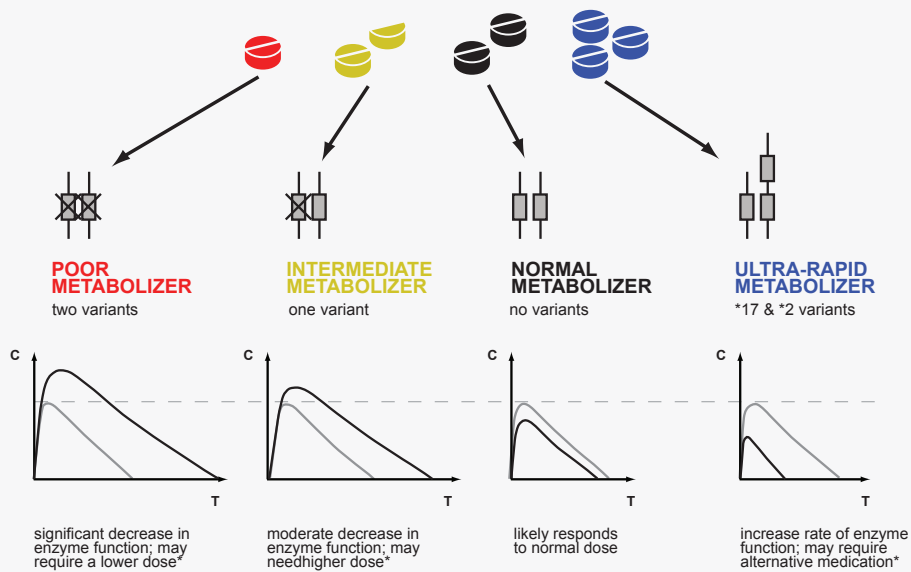 POOR
METABOLIZER
two variants
INTERMEDIATE
METABOLIZER
one variant
NORMAL
METABOLIZER
no variants
ULTRA-RAPID
METABOLIZER
*17 & *2 variants
C
T
significant decrease in
enzyme function; may
require a lower dose*
C
T
moderate decrease in
enzyme function; may
needhigher dose*
C
T
likely responds
to normal dose
C
T
increase rate of enzyme
function; may require
alternative medication*